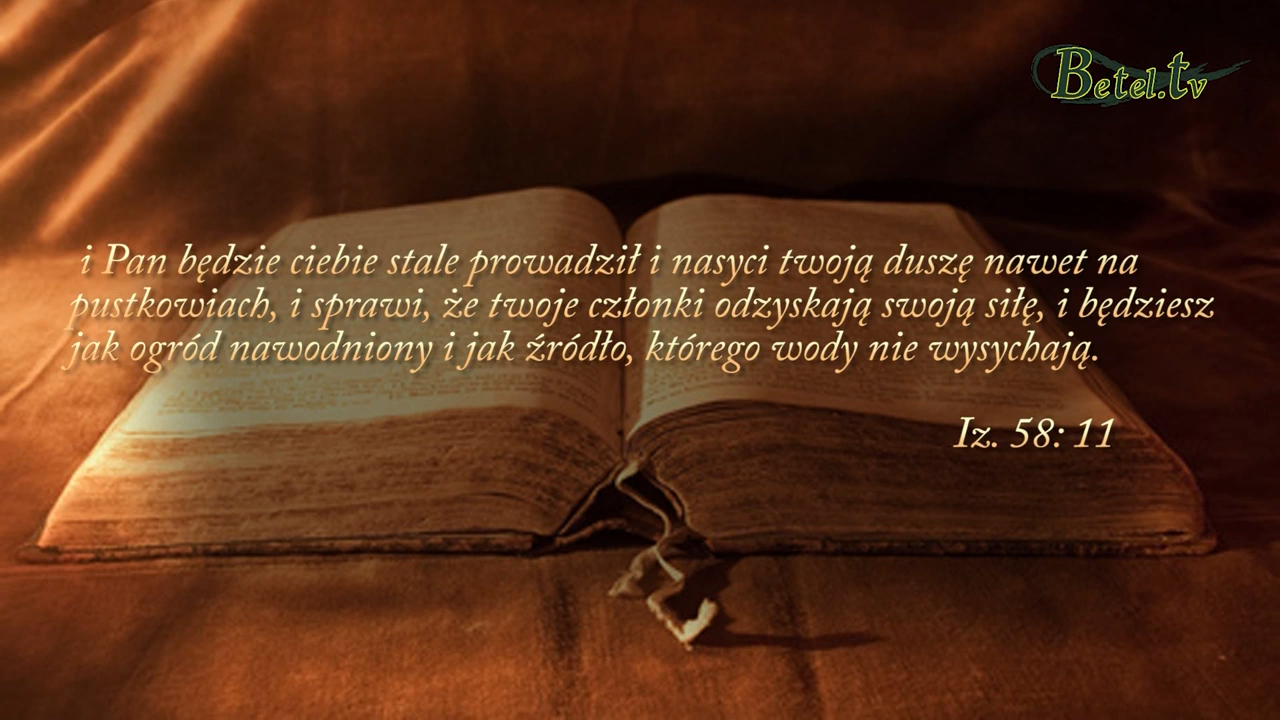 Betel.tv
i Pan będzie ciebie stale prowadził i nasyci twoją duszę nawet na
pustkowiach, i sprawi, że twoje członki odzyskają swoją siłę, i będziesz
jak ogród nawodniony i jak źródło, którego wody nie wysychają.
Iz. 58: 11